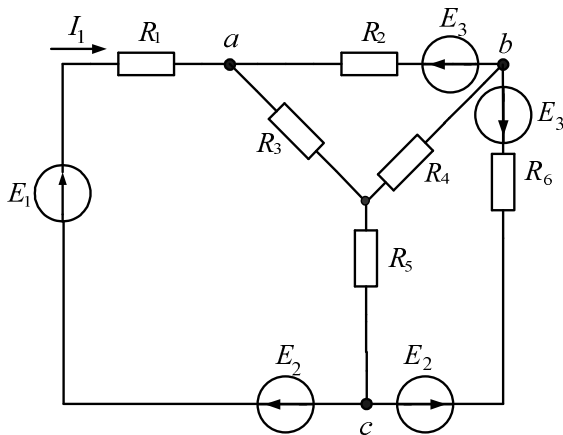 I₁ R₁ a R₂ E₃ b
E₃
R₃ R₄ R₆
E₁
R₅
E₂ E₂
c